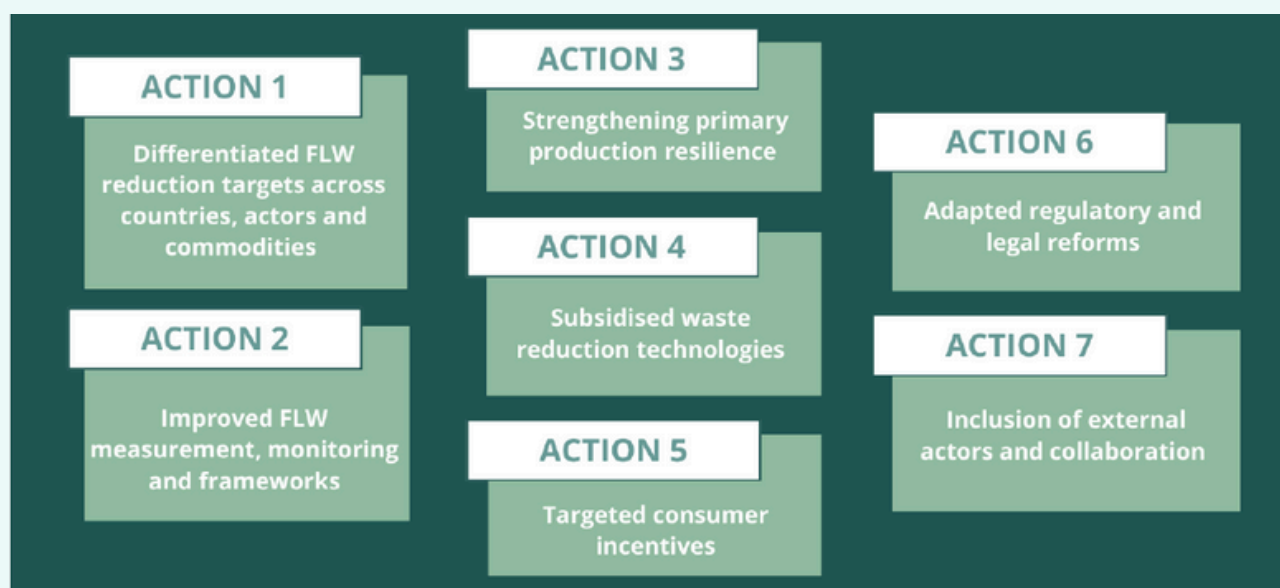 ACTION 1
Differentiated FLW
reduction targets across
countries, actors and
commodities
ACTION 2
Improved FLW
measurement, monitoring
and frameworks
ACTION 3
Strengthening primary
production resilience
ACTION 4
Subsidised waste
reduction technologies
ACTION 5
Targeted consumer
incentives
ACTION 6
Adapted regulatory and
legal reforms
ACTION 7
Inclusion of external
actors and collaboration